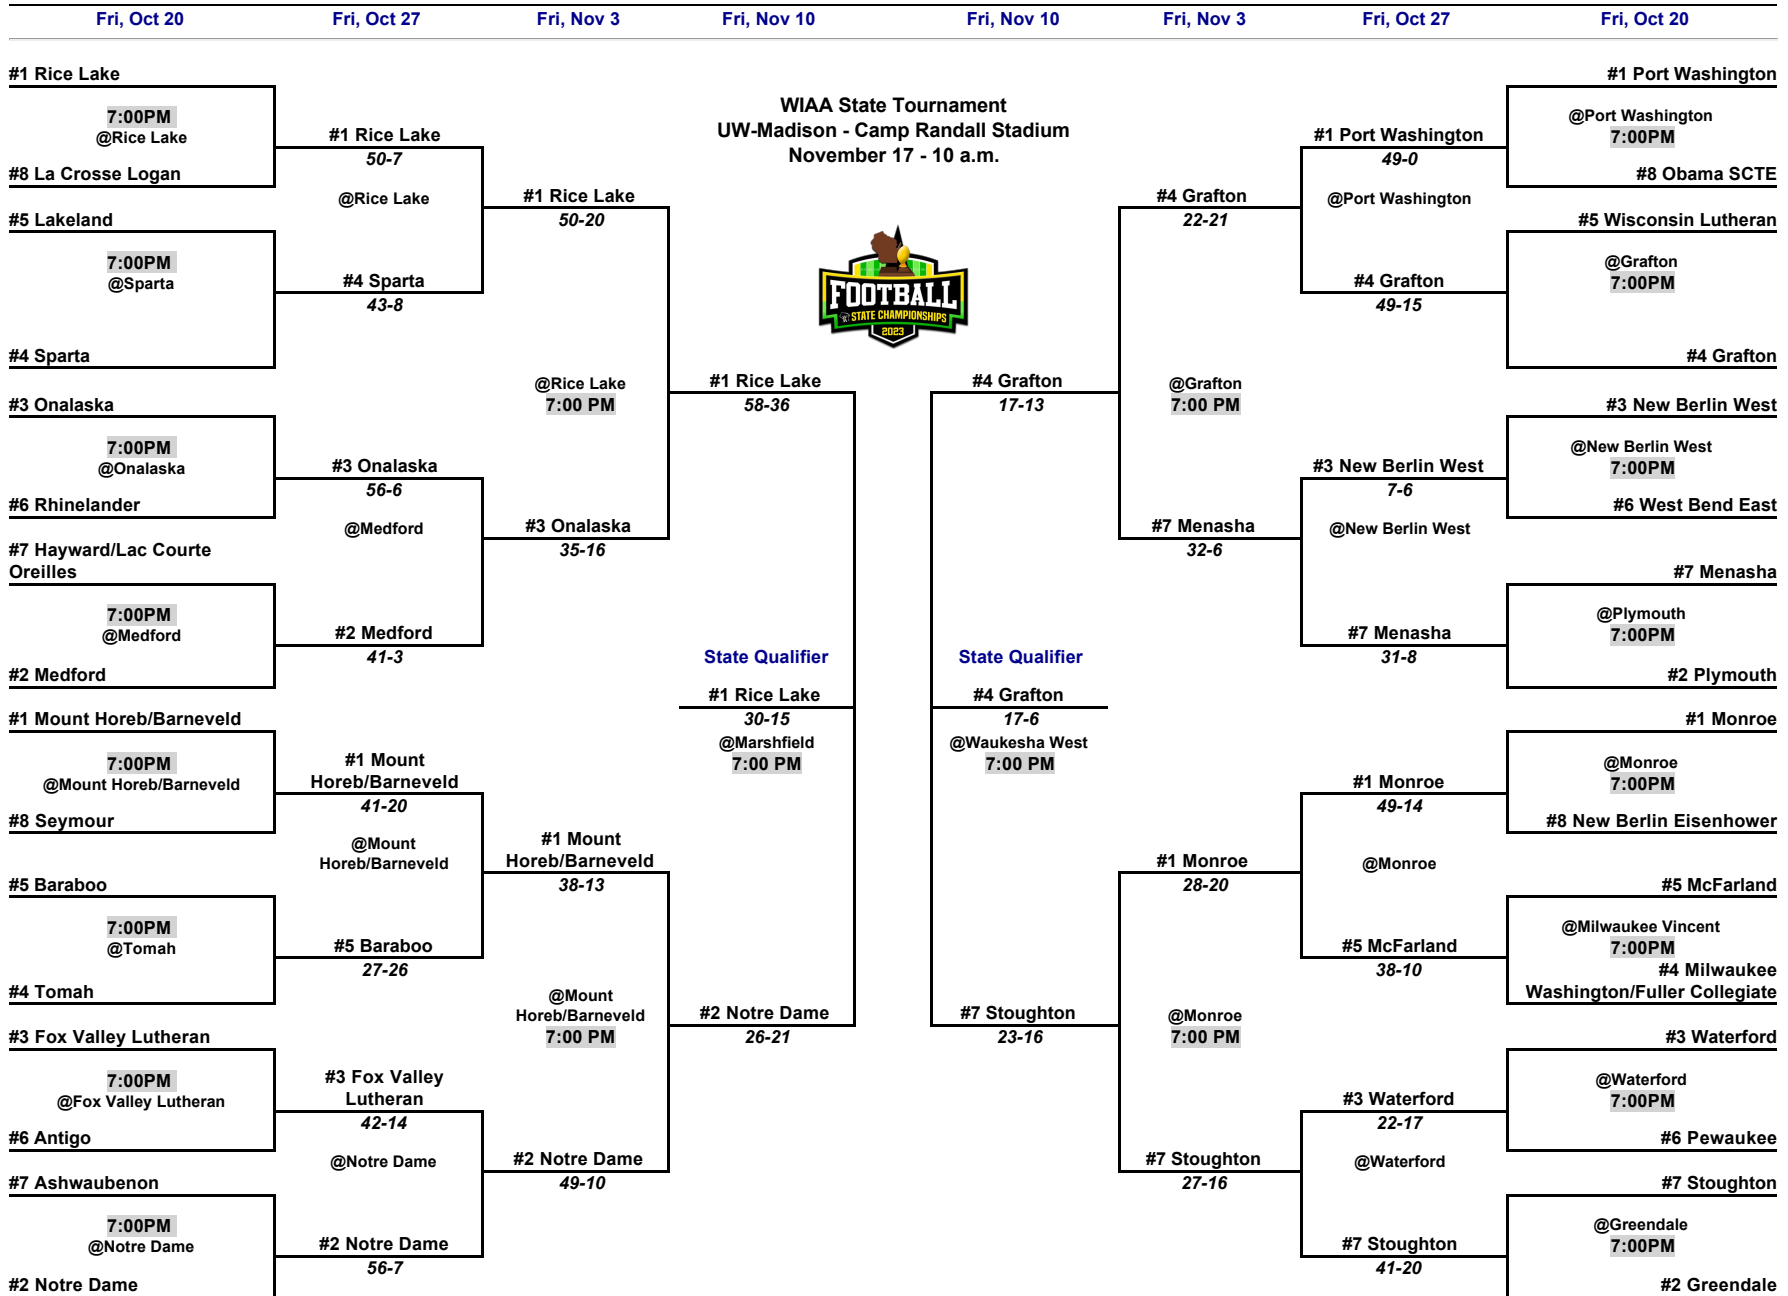 Fri, Oct 20 Fri, Oct 27 Fri, Nov 3 Fri, Nov 10 Fri, Nov 10 Fri, Nov 3 Fri, Oct 27 Fri, Oct 20
#1 Rice Lake
7:00PM
@Rice Lake
#8 La Crosse Logan
#5 Lakeland
7:00PM
@Sparta
#4 Sparta
#3 Onalaska
7:00PM
@Onalaska
#6 Rhinelander
#7 Hayward/Lac Courte
Oreilles
7:00PM
@Medford
#2 Medford
#1 Mount Horeb/Barneveld
7:00PM
@Mount Horeb/Barneveld
#8 Seymour
#5 Baraboo
7:00PM
@Tomah
#4 Tomah
#3 Fox Valley Lutheran
7:00PM
@Fox Valley Lutheran
#6 Antigo
#7 Ashwaubenon
7:00PM
@Notre Dame
#2 Notre Dame
#1 Rice Lake
50-7
@Rice Lake
#4 Sparta
43-8
#3 Onalaska
56-6
@Medford
#2 Medford
41-3
#1 Mount
Horeb/Barneveld
41-20
@Mount
Horeb/Barneveld
#5 Baraboo
27-26
#3 Fox Valley
Lutheran
42-14
@Notre Dame
#2 Notre Dame
56-7
#1 Rice Lake
50-20
@Rice Lake
7:00 PM
#3 Onalaska
35-16
#1 Mount
Horeb/Barneveld
38-13
@Mount
Horeb/Barneveld
7:00 PM
#2 Notre Dame
49-10
WIAA State Tournament
UW-Madison - Camp Randall Stadium
November 17 - 10 a.m.
FOOTBALL
STATE CHAMPIONSHIPS
2023
#1 Rice Lake
58-36
State Qualifier
#1 Rice Lake
30-15
@Marshfield
7:00 PM
#2 Notre Dame
26-21
#4 Grafton
17-13
State Qualifier
#4 Grafton
17-6
@Waukesha West
7:00 PM
#7 Stoughton
23-16
#4 Grafton
22-21
@Grafton
7:00 PM
#7 Menasha
32-6
#1 Monroe
28-20
@Monroe
7:00 PM
#7 Stoughton
27-16
#1 Port Washington
49-0
@Port Washington
#4 Grafton
49-15
#3 New Berlin West
7-6
@New Berlin West
#7 Menasha
31-8
#1 Monroe
49-14
@Monroe
#5 McFarland
38-10
#3 Waterford
22-17
@Waterford
#7 Stoughton
41-20
#1 Port Washington
@Port Washington
7:00PM
#8 Obama SCTE
#5 Wisconsin Lutheran
@Grafton
7:00PM
#4 Grafton
#3 New Berlin West
@New Berlin West
7:00PM
#6 West Bend East
#7 Menasha
@Plymouth
7:00PM
#2 Plymouth
#1 Monroe
@Monroe
7:00PM
#8 New Berlin Eisenhower
#5 McFarland
@Milwaukee Vincent
7:00PM
#4 Milwaukee
Washington/Fuller Collegiate
#3 Waterford
@Waterford
7:00PM
#6 Pewaukee
#7 Stoughton
@Greendale
7:00PM
#2 Greendale